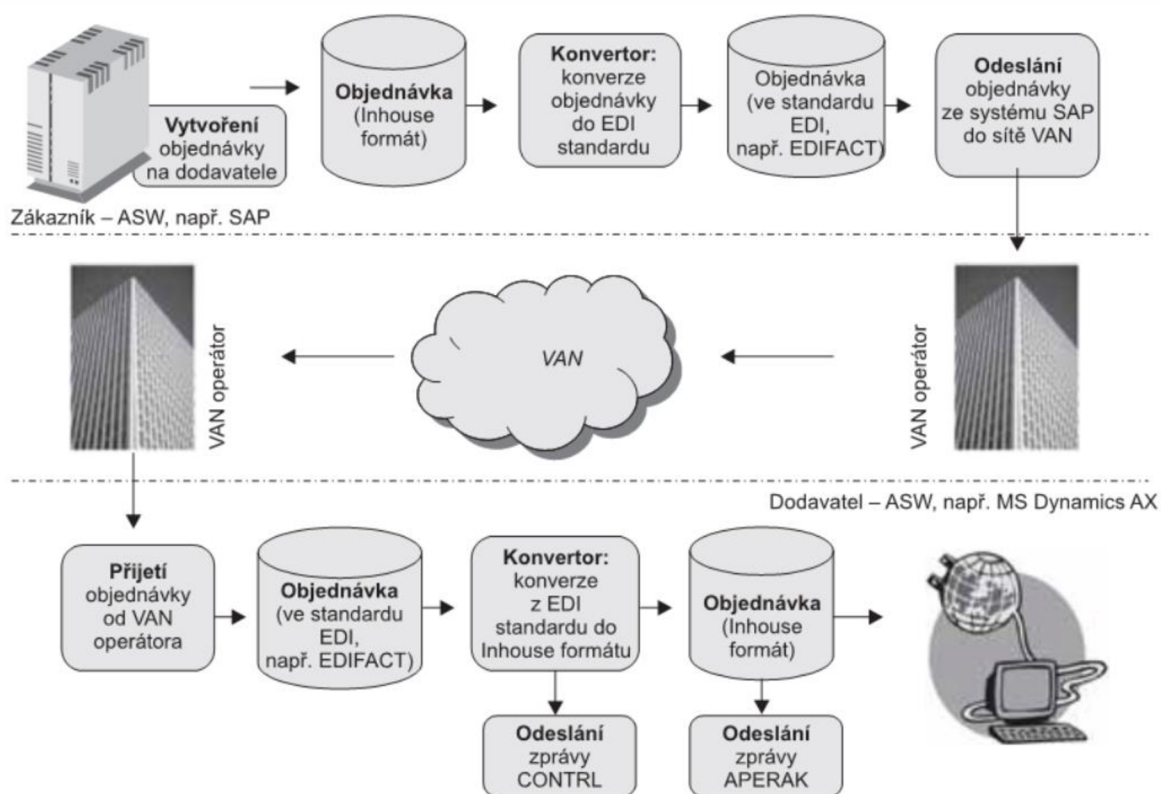 Vytvoření
objednávky
na dodavatele
Objednávka
(Inhouse
formát)
Konvertor:
konverze
objednávky
do EDI
standardu
Objednávka
(ve standardu
EDI,
např. EDIFACT)
Odeslání
objednávky
ze systému SAP
do sítě VAN
Zákazník – ASW, např. SAP
VAN operátor
VAN
VAN operátor
Dodavatel – ASW, např. MS Dynamics AX
Přijetí
objednávky
od VAN
operátora
Objednávka
(ve standardu
EDI,
např. EDIFACT)
Konvertor:
konverze
z EDI
standardu do
Inhouse formátu
Objednávka
(Inhouse
formát)
Odeslání
zprávy
CONTRL
Odeslání
zprávy
APERAK